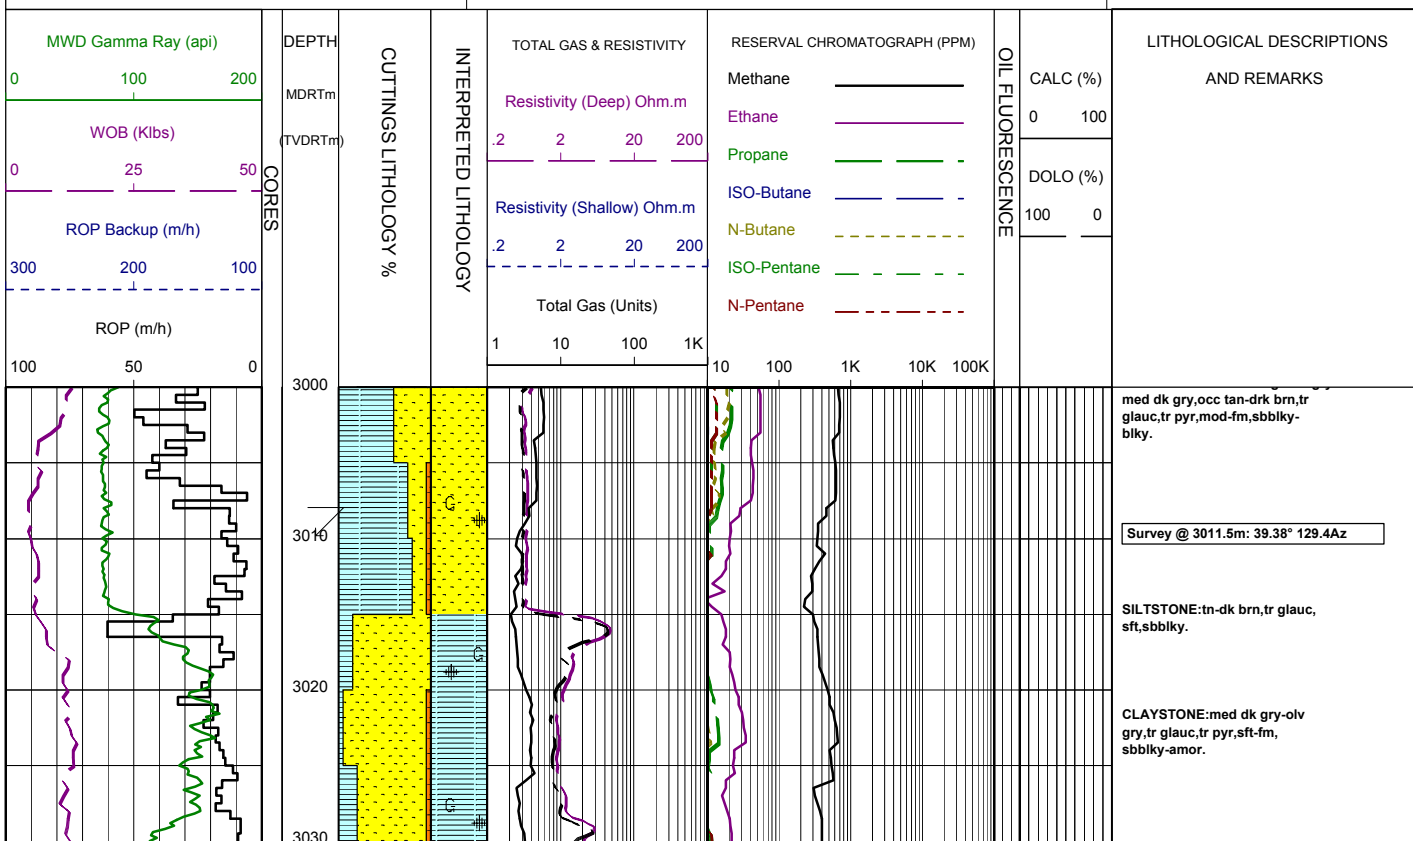 MWD Gamma Ray (api)
0 100 200
WOB (Klbs)
0 25 50
ROP Backup (m/h)
300 200 100
ROP (m/h)
100 50 0
CORES
DEPTH
MDRTm
(TVDRTm)
CUTTINGS LITHOLOGY %
INTERPRETED LITHOLOGY
TOTAL GAS & RESISTIVITY
Resistivity (Deep) Ohm.m
.2 2 20 200
Resistivity (Shallow) Ohm.m
.2 2 20 200
Total Gas (Units)
1 10 100 1K
RESERVAL CHROMATOGRAPH (PPM)
Methane
Ethane
Propane
ISO-Butane
N-Butane
ISO-Pentane
N-Pentane
10 100 1K 10K 100K
OIL FLUORESCENCE
CALC (%)
0 100
DOLO (%)
100 0
LITHOLOGICAL DESCRIPTIONS
AND REMARKS
3000
3010
3020
3030
G
G
G
med dk gry,occ tan-drk brn,tr
glauc,tr pyr,mod-fm,sbblky-
blky.
Survey @ 3011.5m: 39.38° 129.4Az
SILTSTONE:tn-dk brn,tr glauc,
sft,sbblky.
CLAYSTONE:med dk gry-olv
gry,tr glauc,tr pyr,sft-fm,
sbblky-amor.